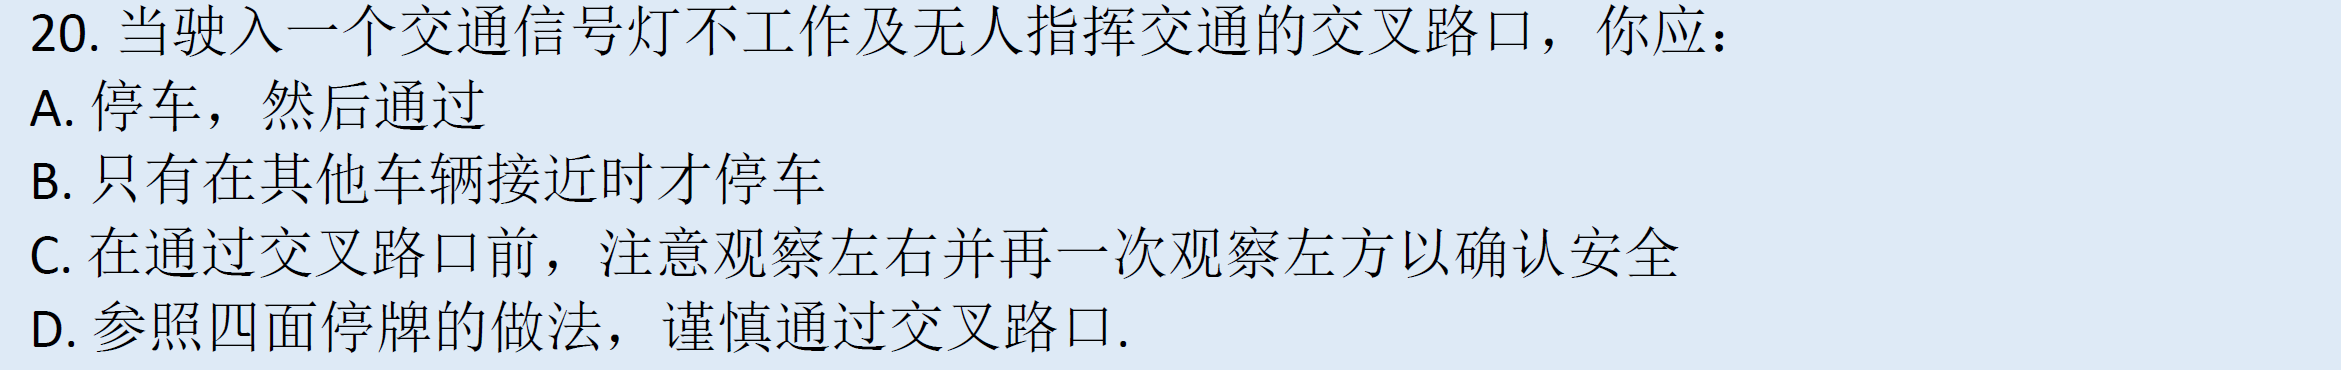 20. 当驶入一个交通信号灯不工作及无人指挥交通的交叉路口，你应：
A. 停车，然后通过
B. 只有在其他车辆接近时才停车
C. 在通过交叉路口前，注意观察左右并再一次观察左方以确认安全
D. 参照四面停牌的做法，谨慎通过交叉路口.